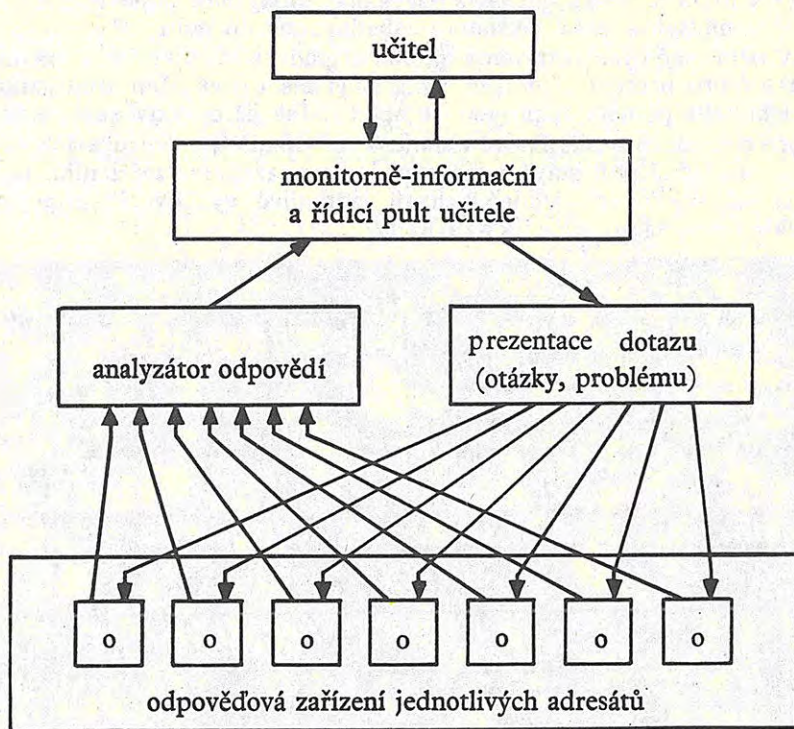 učitel
monitorně-informační
a řídicí pult učitele
analyzátor odpovědí
prezentace dotazu
(otázky, problému)
o o o o o o o
odpověďová zařízení jednotlivých adresátů